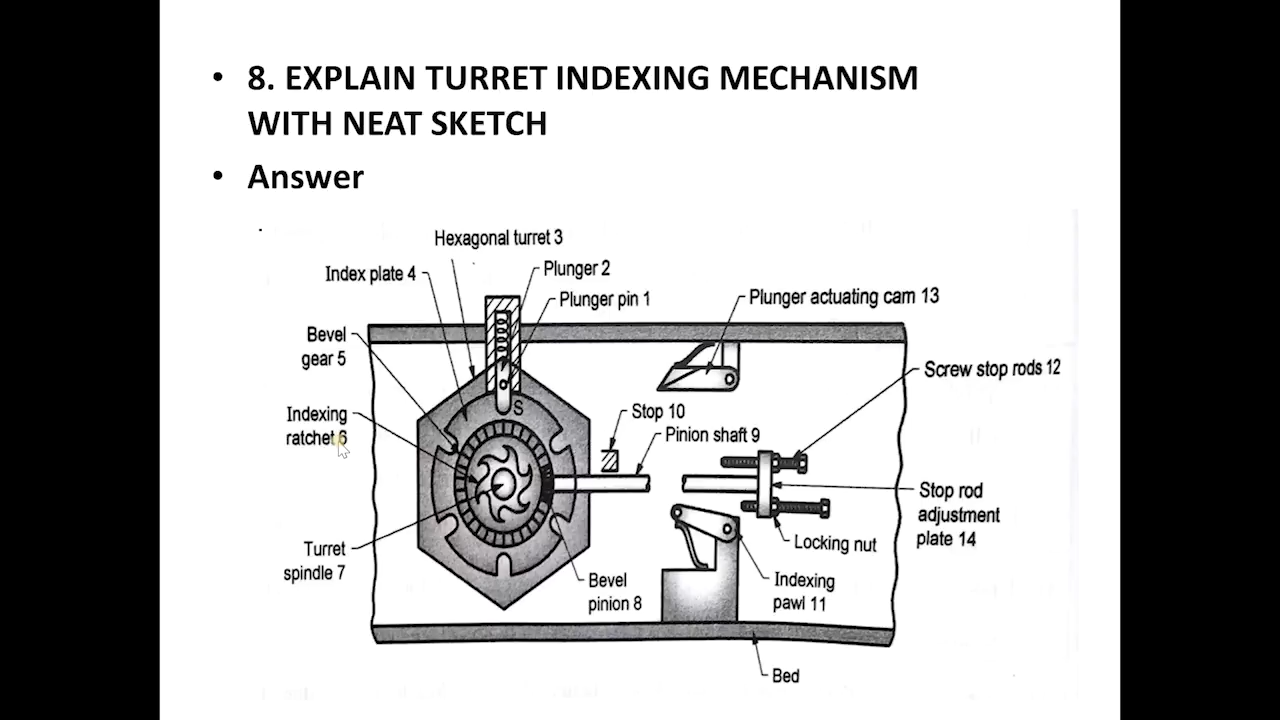 • 8. EXPLAIN TURRET INDEXING MECHANISM
WITH NEAT SKETCH
• Answer
Hexagonal turret 3
Index plate 4
Plunger 2
Plunger pin 1
Plunger actuating cam 13
Bevel
gear 5
Screw stop rods 12
Indexing
ratchet 6
S
Stop 10
Pinion shaft 9
Stop rod
adjustment
plate 14
Locking nut
Turret
spindle 7
Bevel
pinion 8
Indexing
pawl 11
Bed